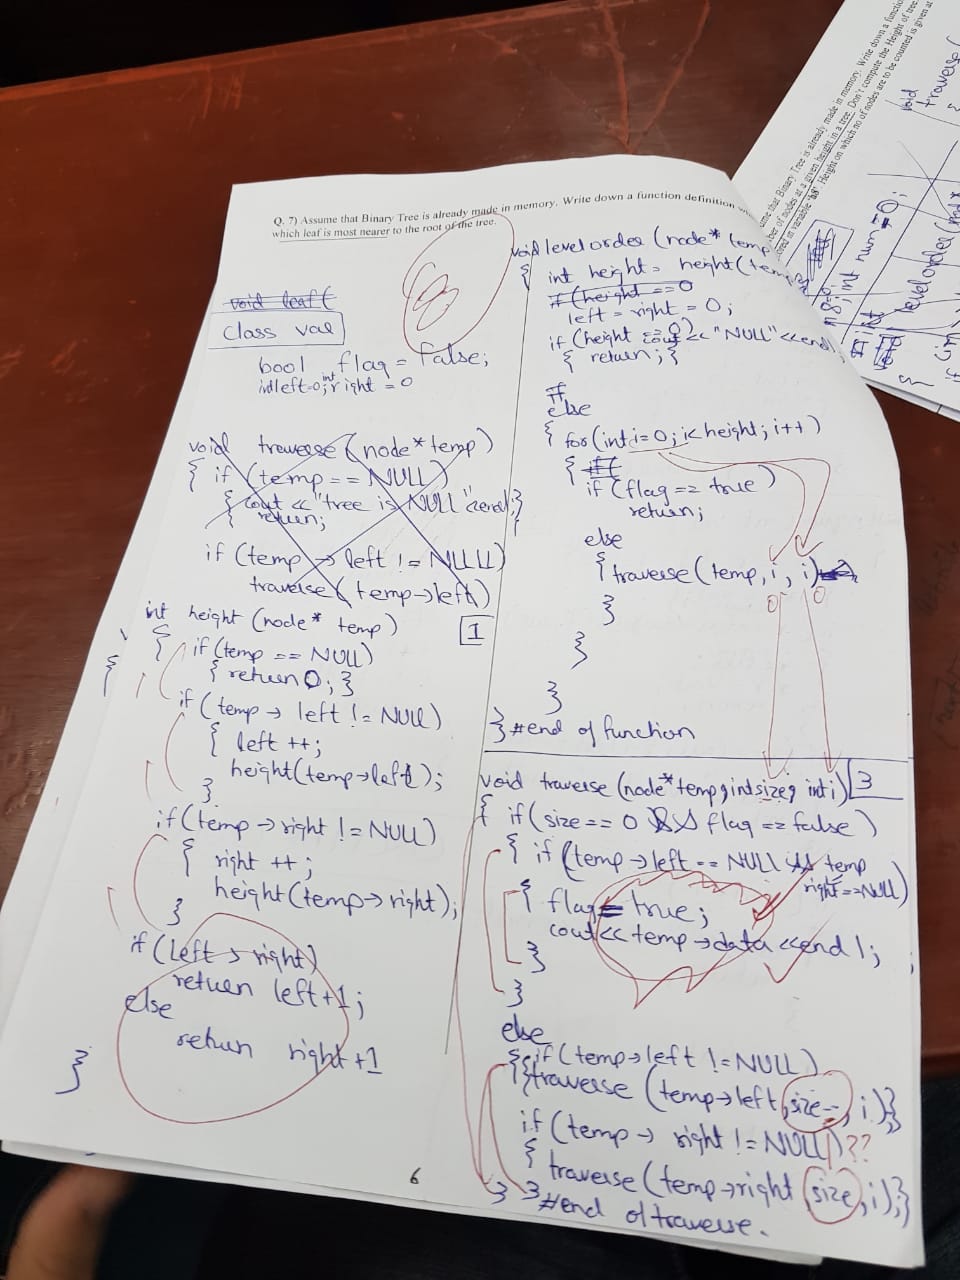 Q. 7) Assume that Binary Tree is already made in memory. Write down a function definition
which leaf is most nearer to the root of the tree.
void leaf (
Class val
bool flag = false;
int left=0; int right = 0
void traverse (node* temp)
{ if (temp == NULL)
{ cout << "tree is NULL" << endl; }
return;
if (temp → left != NULL)
traverse (temp→left)
int height (node* temp)
{ if (temp == NULL)
{ return 0; }
if (temp → left != NULL)
{ left ++;
height(temp→left);
}
if (temp → right != NULL)
{ right ++;
height(temp→right);
}
if (left > right)
return left+1;
else
return right+1
}
1
6
void levelorder (node* temp
{ int height = height(temp
if (height == 0
left = right = 0;
if (height == 0) cout << "NULL" << endl
{ return; }
else
{ for (int i=0; i< height; i++)
{
if (flag == true)
return;
else
{ traverse (temp, i, i)
0 0
}
}
}
} #end of function
void traverse (node* temp, int size, int i) 3
{ if (size == 0 && flag == false)
{ if (temp → left == NULL && temp
right == NULL)
{ flag = true;
cout << temp → data << endl;
}
}
else
{ if (temp→left != NULL)
{ traverse (temp→left, size--, i); }
if (temp → right != NULL) ??
{ traverse (temp→right, size, i); }
} }
#end of traverse.
ume that Binary Tree is already made in memory. Write down a function
ber of nodes at a given height in a tree. Don't compute the Height of tree
ored in variable Height on which no of nodes are to be counted is given at
int num = 0;
void
traverse (
{
levelorder (nod*